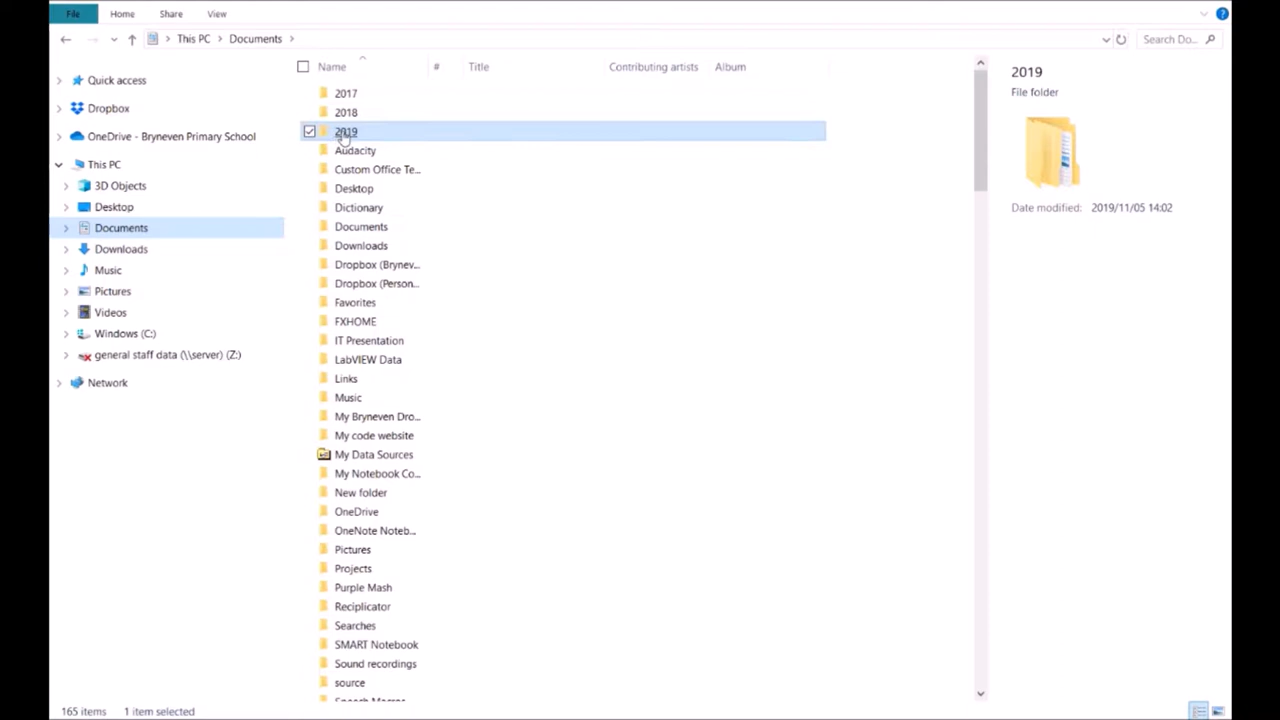 File Home Share View
This PC Documents Search Do...
Name # Title Contributing artists Album
Quick access
Dropbox
OneDrive - Bryneven Primary School
This PC
3D Objects
Desktop
Documents
Downloads
Music
Pictures
Videos
Windows (C:)
general staff data (\\server) (Z:)
Network
2017
2018
2019
Audacity
Custom Office Te...
Desktop
Dictionary
Documents
Downloads
Dropbox (Brynev...
Dropbox (Person...
Favorites
FXHOME
IT Presentation
LabVIEW Data
Links
Music
My Bryneven Dro...
My code website
My Data Sources
My Notebook Co...
New folder
OneDrive
OneNote Noteb...
Pictures
Projects
Purple Mash
Reciplicator
Searches
SMART Notebook
Sound recordings
source
2019
File folder
Date modified: 2019/11/05 14:02
165 items 1 item selected